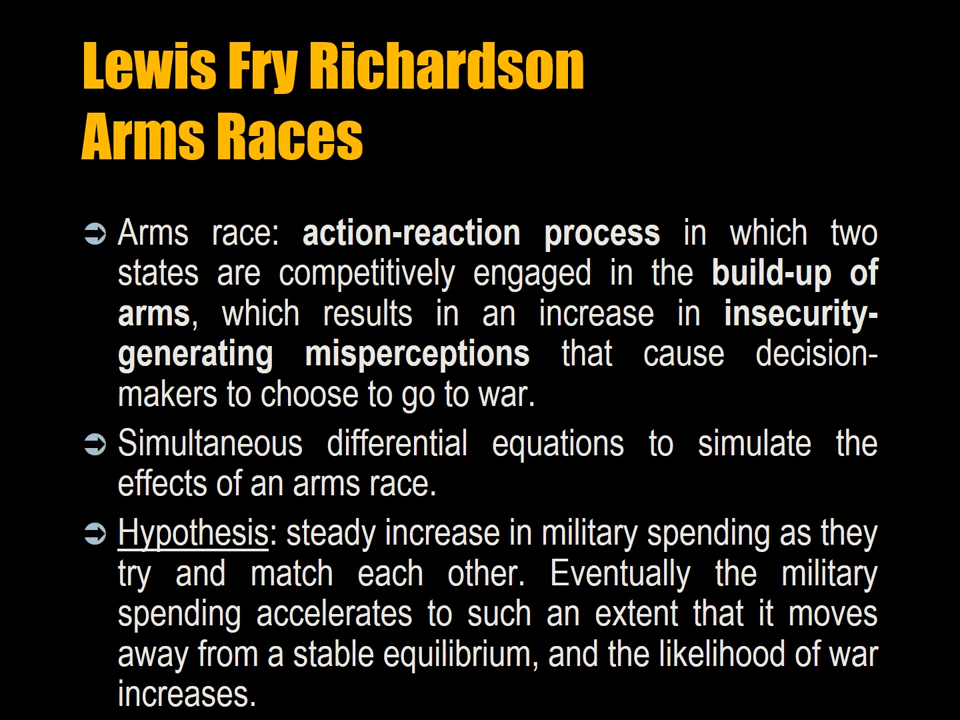 Lewis Fry Richardson
Arms Races
Arms race: action-reaction process in which two
states are competitively engaged in the build-up of
arms, which results in an increase in insecurity-
generating misperceptions that cause decision-
makers to choose to go to war.
Simultaneous differential equations to simulate the
effects of an arms race.
Hypothesis: steady increase in military spending as they
try and match each other. Eventually the military
spending accelerates to such an extent that it moves
away from a stable equilibrium, and the likelihood of war
increases.